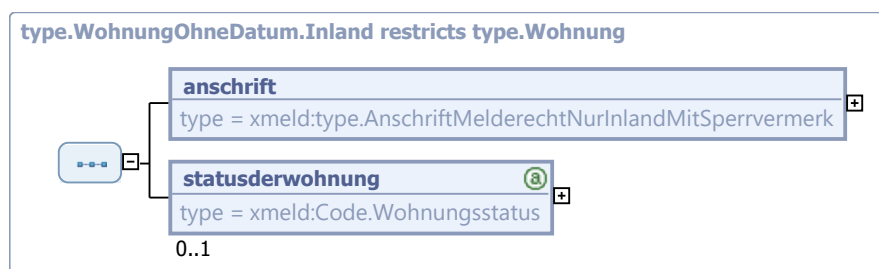 type.WohnungOhneDatum.Inland restricts type.Wohnung
anschrift
type = xmeld:type.AnschriftMelderechtNurInlandMitSperrvermerk
statusderwohnung
type = xmeld:Code.Wohnungsstatus
0..1